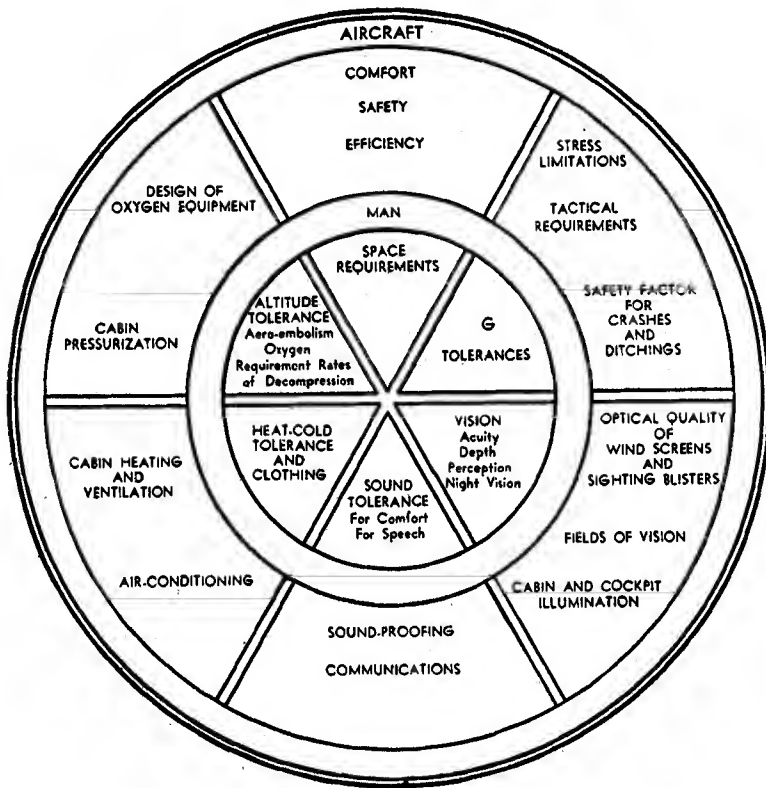 AIRCRAFT
COMFORT
SAFETY
EFFICIENCY
STRESS
LIMITATIONS
TACTICAL
REQUIREMENTS
SAFETY FACTOR
FOR
CRASHES
AND
DITCHINGS
OPTICAL QUALITY
OF
WIND SCREENS
AND
SIGHTING BLISTERS
FIELDS OF VISION
CABIN AND COCKPIT
ILLUMINATION
SOUND-PROOFING
COMMUNICATIONS
CABIN HEATING
AND
VENTILATION
AIR-CONDITIONING
DESIGN OF
OXYGEN EQUIPMENT
CABIN
PRESSURIZATION
MAN
SPACE
REQUIREMENTS
G
TOLERANCES
VISION
Acuity
Depth
Perception
Night Vision
SOUND
TOLERANCE
For Comfort
For Speech
HEAT-COLD
TOLERANCE
AND
CLOTHING
ALTITUDE
TOLERANCE
Aero-embolism
Oxygen
Requirement Rates
of Decompression